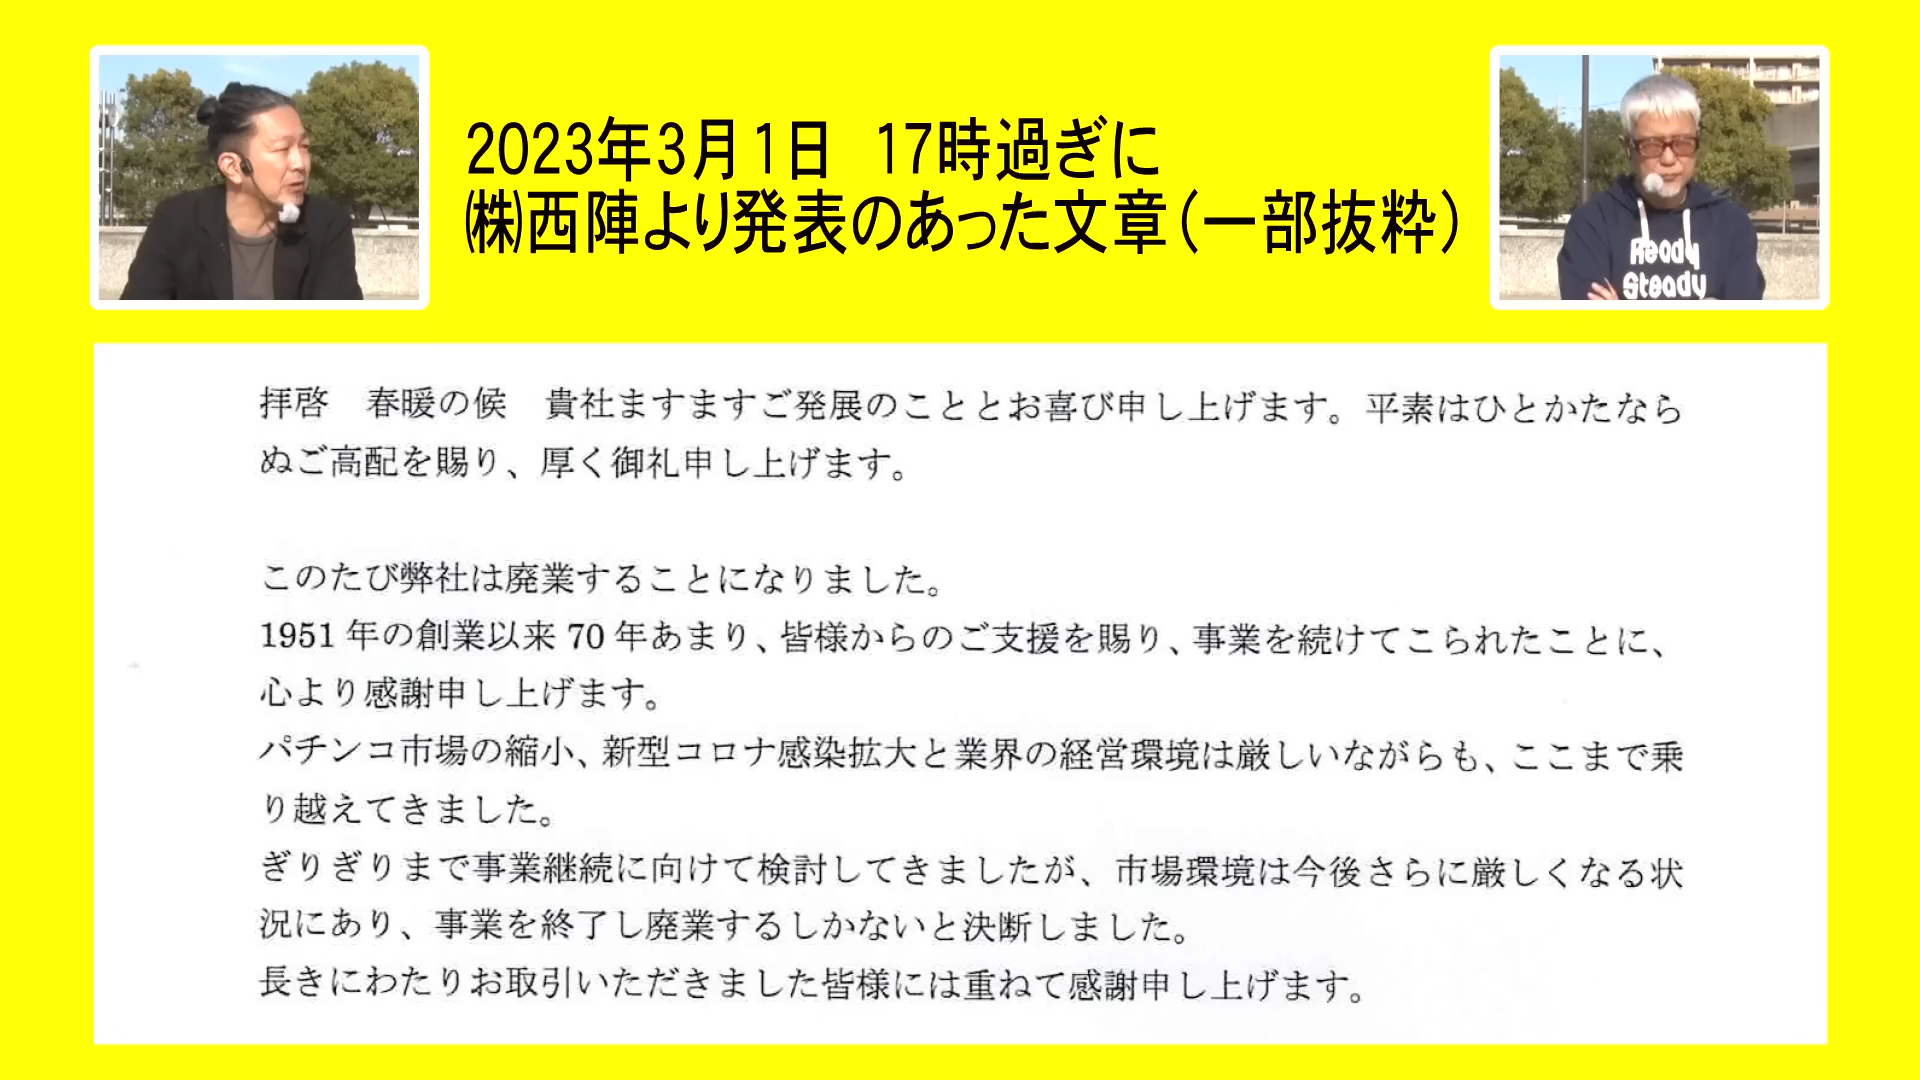 2023年3月1日　17時過ぎに
㈱西陣より発表のあった文章（一部抜粋）
Ready
Steady
拝啓　春暖の候　貴社ますますご発展のこととお喜び申し上げます。平素はひとかたなら
ぬご高配を賜り、厚く御礼申し上げます。
このたび弊社は廃業することになりました。
1951 年の創業以来 70 年あまり、皆様からのご支援を賜り、事業を続けてこられたことに、
心より感謝申し上げます。
パチンコ市場の縮小、新型コロナ感染拡大と業界の経営環境は厳しいながらも、ここまで乗
り越えてきました。
ぎりぎりまで事業継続に向けて検討してきましたが、市場環境は今後さらに厳しくなる状
況にあり、事業を終了し廃業するしかないと決断しました。
長きにわたりお取引いただきました皆様には重ねて感謝申し上げます。